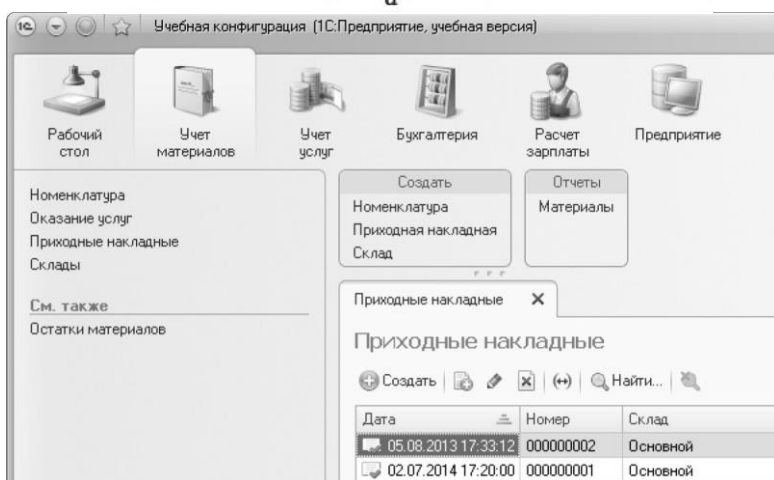 1С Учебная конфигурация (1С:Предприятие, учебная версия)
Рабочий стол
Учет материалов
Учет услуг
Бухгалтерия
Расчет зарплаты
Предприятие
Номенклатура
Оказание услуг
Приходные накладные
Склады
См. также
Остатки материалов
Создать
Номенклатура
Приходная накладная
Склад
Отчеты
Материалы
Приходные накладные
Приходные накладные
Создать Найти...
Дата Номер Склад
05.08.2013 17:33:12 000000002 Основной
02.07.2014 17:20:00 000000001 Основной